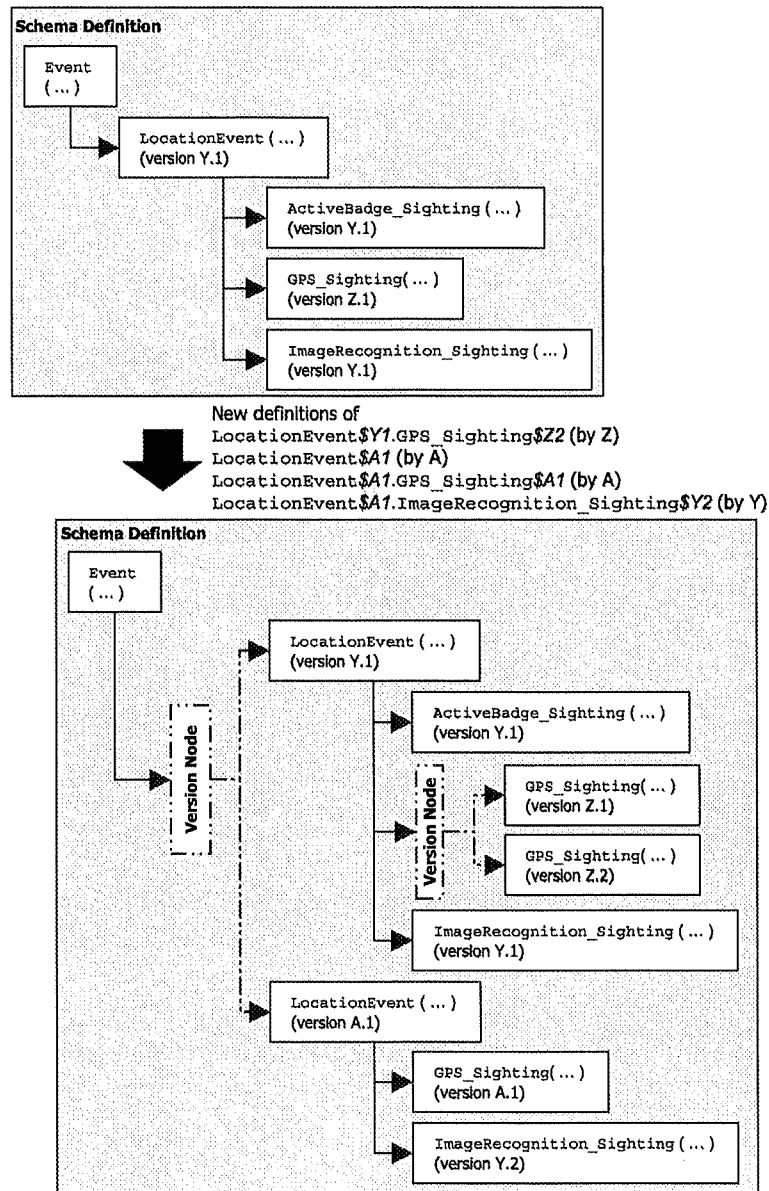 Schema Definition
Event
(...)
LocationEvent(...)
(version Y.1)
ActiveBadge_Sighting(...)
(version Y.1)
GPS_Sighting(...)
(version Z.1)
ImageRecognition_Sighting(...)
(version Y.1)
New definitions of
LocationEvent$Y1.GPS_Sighting$Z2 (by Z)
LocationEvent$A1 (by A)
LocationEvent$A1.GPS_Sighting$A1 (by A)
LocationEvent$A1.ImageRecognition_Sighting$Y2 (by Y)
Schema Definition
Event
(...)
Version Node
LocationEvent(...)
(version Y.1)
ActiveBadge_Sighting(...)
(version Y.1)
Version Node
GPS_Sighting(...)
(version Z.1)
GPS_Sighting(...)
(version Z.2)
ImageRecognition_Sighting(...)
(version Y.1)
LocationEvent(...)
(version A.1)
GPS_Sighting(...)
(version A.1)
ImageRecognition_Sighting(...)
(version Y.2)